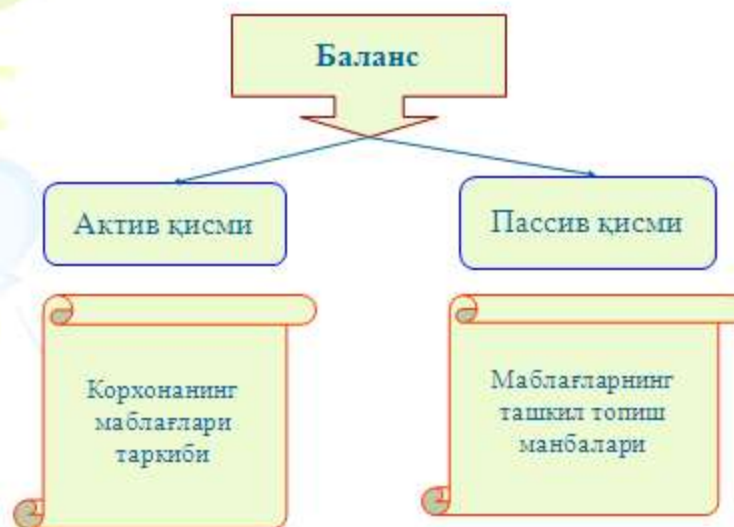 Баланс
Актив қисми
Пассив қисми
Корхонанинг
маблағлари
таркиби
Маблағларнинг
ташкил топиш
манбалари